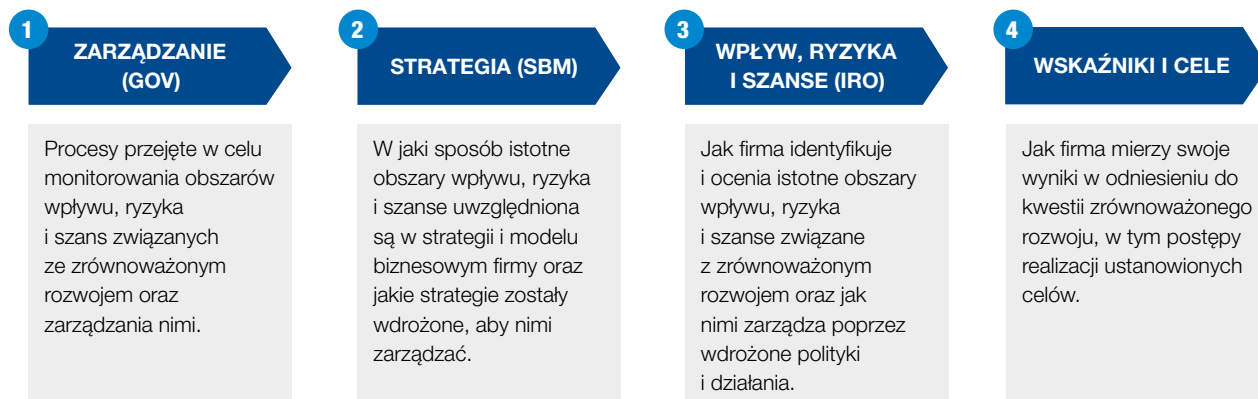 1
ZARZĄDZANIE
(GOV)
Procesy przejęte w celu
monitorowania obszarów
wpływu, ryzyka
i szans związanych
ze zrównoważonym
rozwojem oraz
zarządzania nimi.
2
STRATEGIA (SBM)
W jaki sposób istotne
obszary wpływu, ryzyka
i szanse uwzględniona
są w strategii i modelu
biznesowym firmy oraz
jakie strategie zostały
wdrożone, aby nimi
zarządzać.
3
WPŁYW, RYZYKA
I SZANSE (IRO)
Jak firma identyfikuje
i ocenia istotne obszary
wpływu, ryzyka
i szanse związane
z zrównoważonym
rozwojem oraz jak
nimi zarządza poprzez
wdrożone polityki
i działania.
4
WSKAŹNIKI I CELE
Jak firma mierzy swoje
wyniki w odniesieniu do
kwestii zrównoważonego
rozwoju, w tym postępy
realizacji ustanowionych
celów.